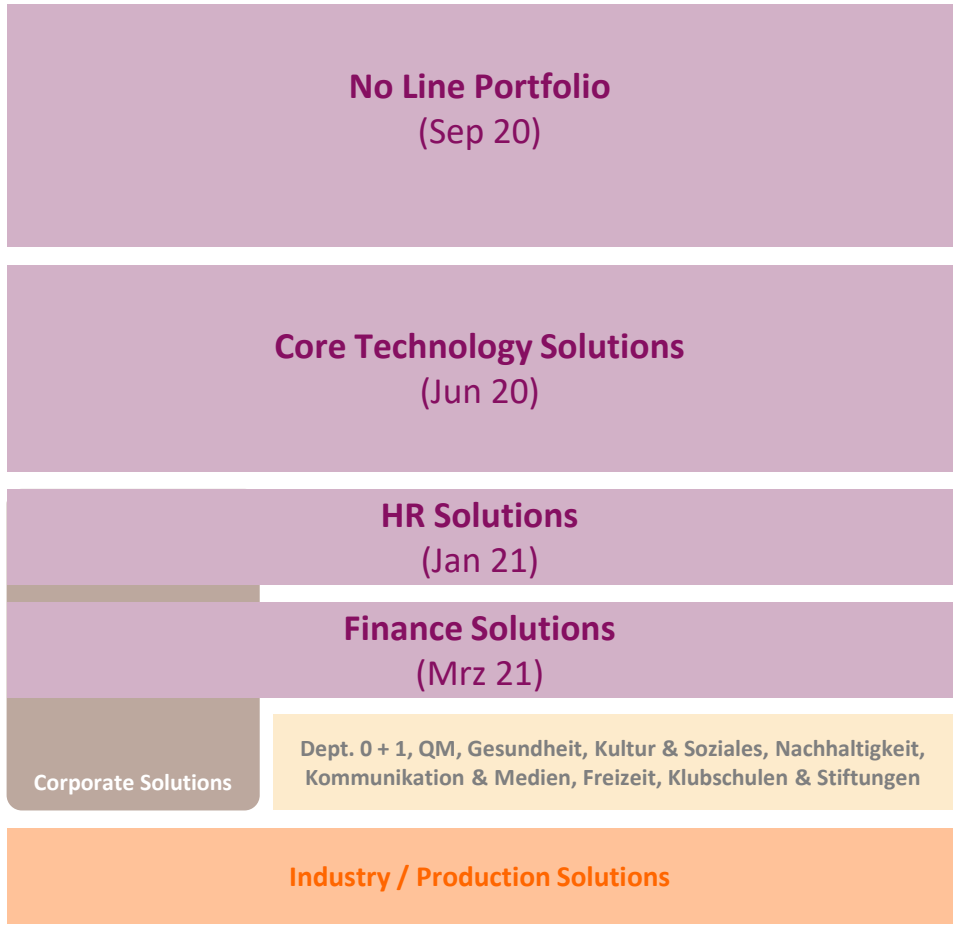 No Line Portfolio
(Sep 20)
Core Technology Solutions
(Jun 20)
HR Solutions
(Jan 21)
Finance Solutions
(Mrz 21)
Corporate Solutions
Dept. 0 + 1, QM, Gesundheit, Kultur & Soziales, Nachhaltigkeit,
Kommunikation & Medien, Freizeit, Klubschulen & Stiftungen
Industry / Production Solutions